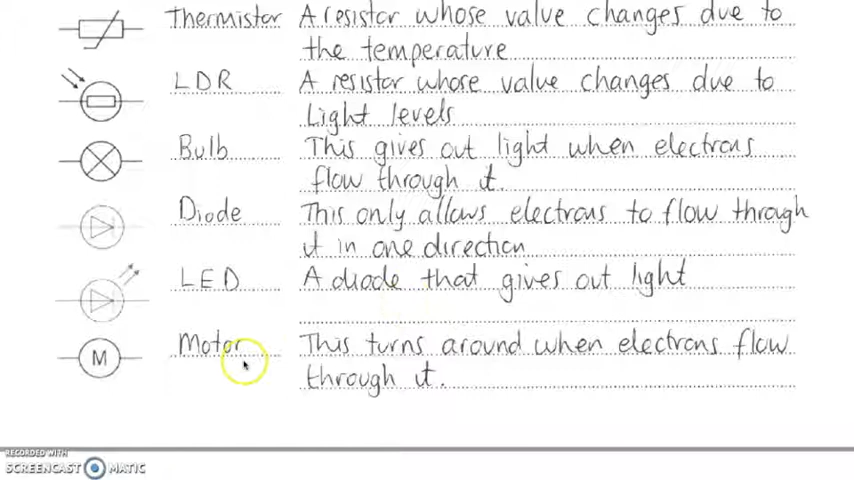 Thermistor A resistor whose value changes due to
the temperature
LDR A resistor whose value changes due to
Light levels
Bulb This gives out light when electrons
flow through it.
Diode This only allows electrons to flow through
it in one direction
LED A diode that gives out light
M Motor This turns around when electrons flow
through it.
RECORDED WITH
SCREENCAST MATIC